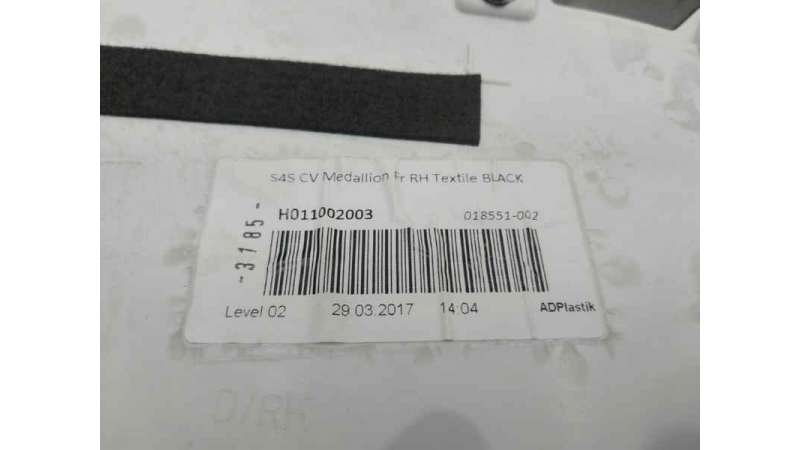 S4S CV Medallion Fr RH Textile BLACK
H011002003 018551-002
-3185-
Level 02 29.03.2017 14:04 ADPlastik
D/RH